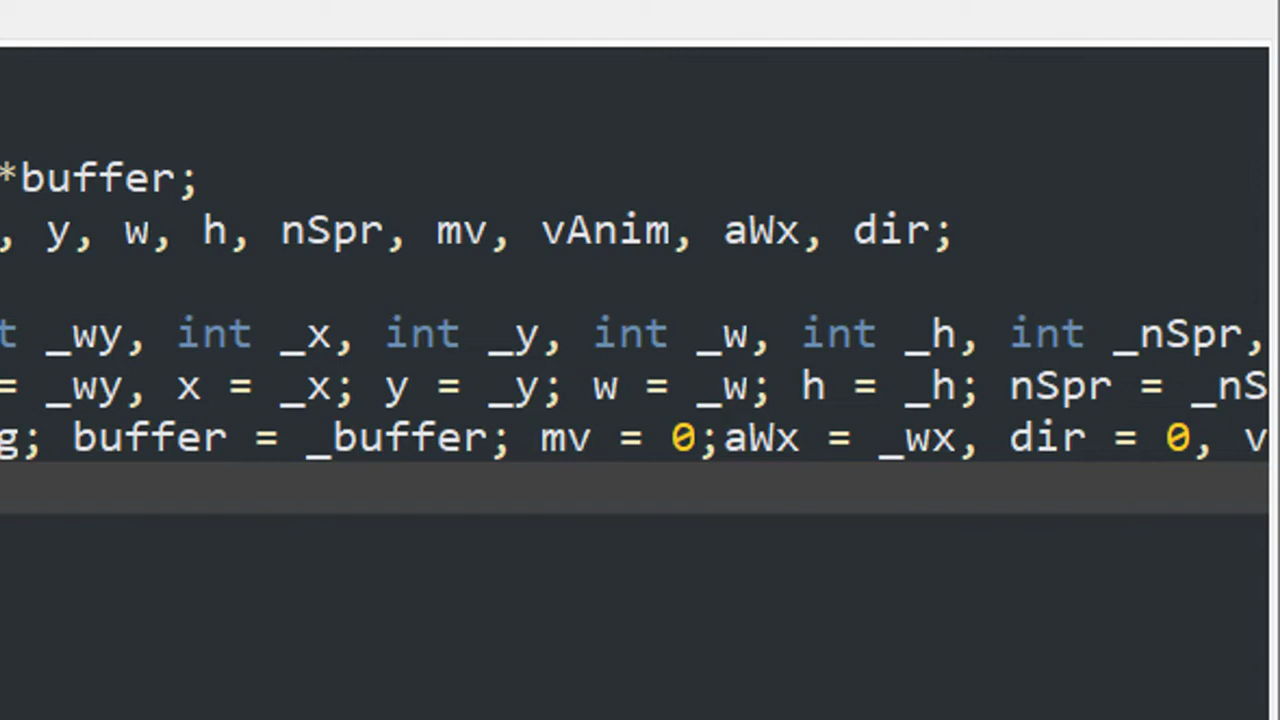 *buffer;
, y, w, h, nSpr, mv, vAnim, aWx, dir;
_wy, int _x, int _y, int _w, int _h, int _nSpr,
= _wy, x = _x; y = _y; w = _w; h = _h; nSpr = _nS
g; buffer = _buffer; mv = 0;aWx = _wx, dir = 0, v